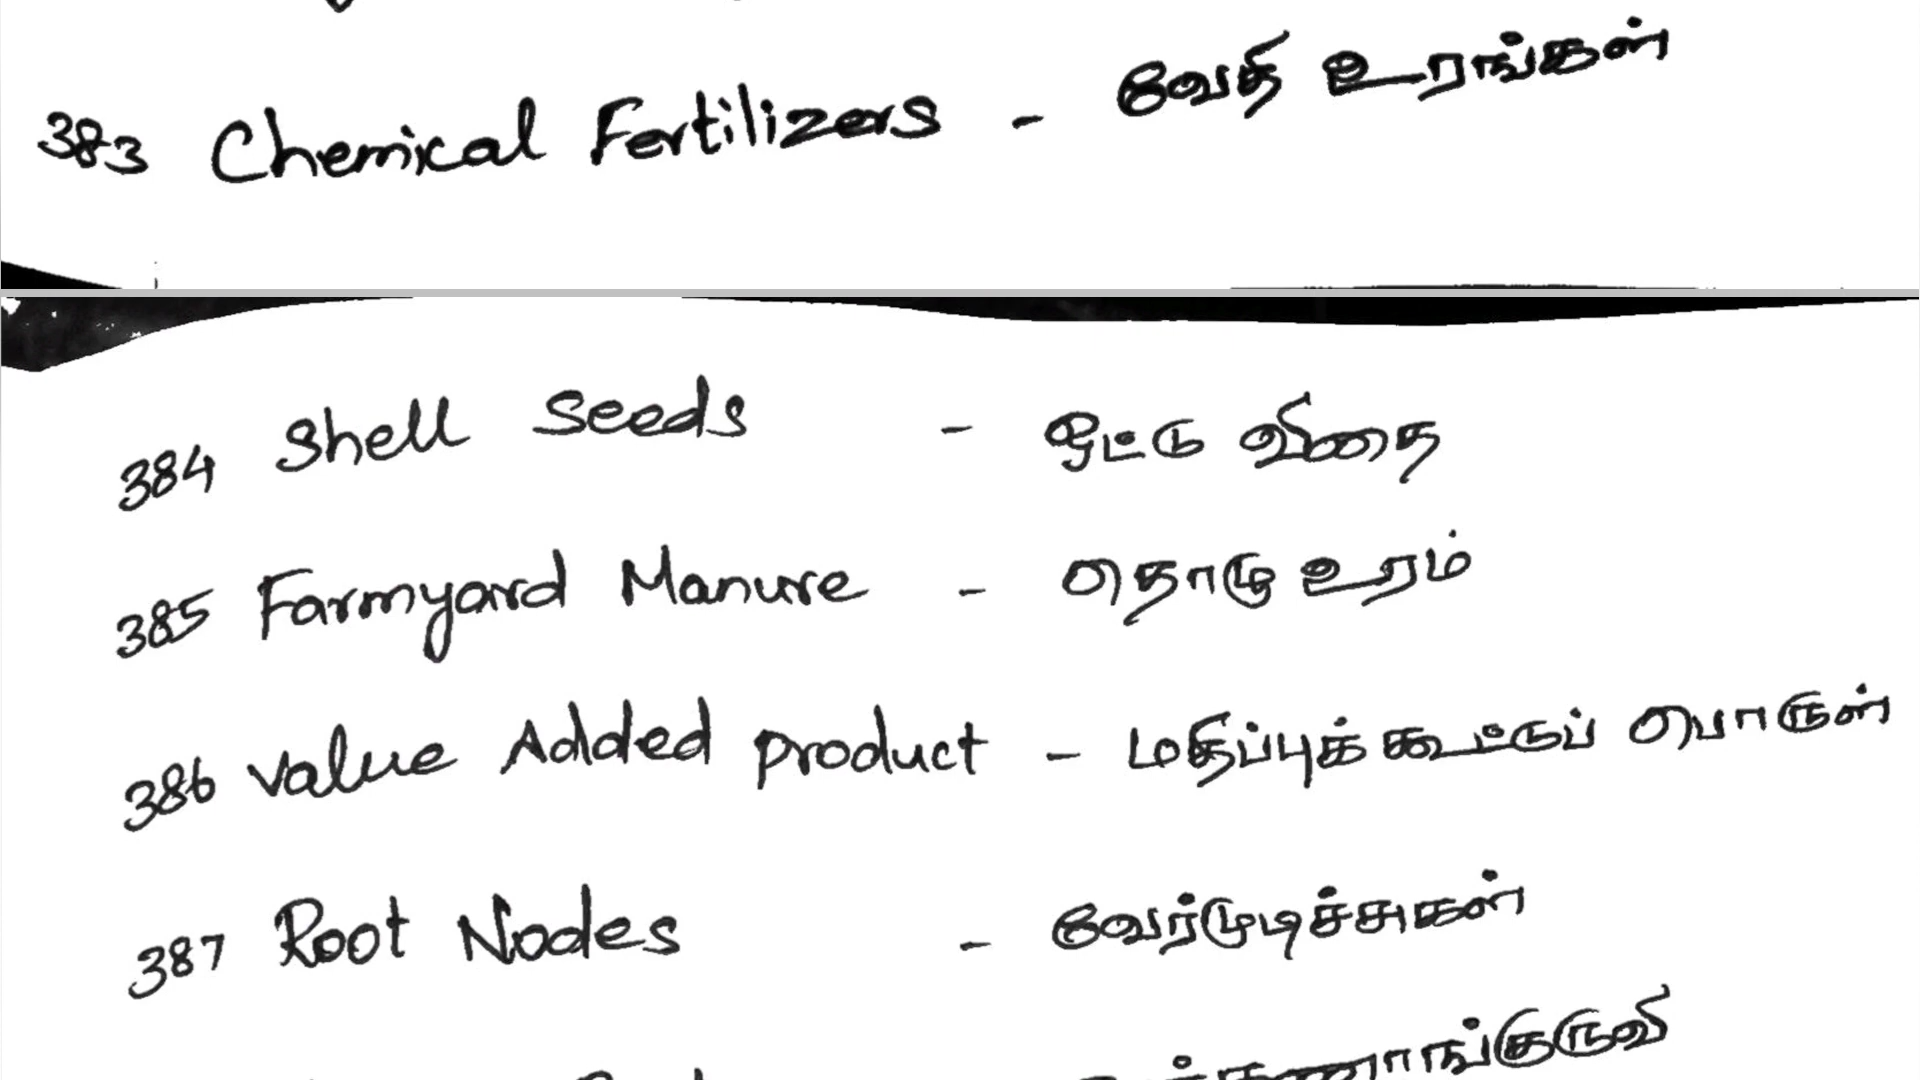 383 Chemical Fertilizers - வேதி உரங்கள்
384 Shell Seeds - ஓட்டு விதை
385 Farmyard Manure - தொழு உரம்
386 Value Added product - மதிப்புக் கூட்டுப் பொருள்
387 Root Nodes - வேர்முடிச்சுகள்